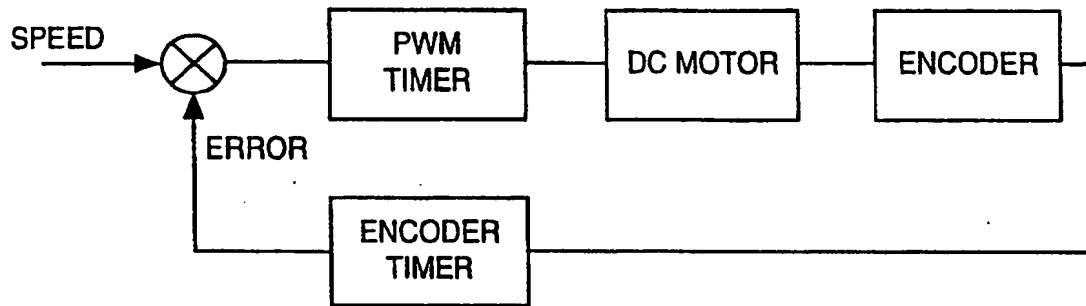 SPEED
PWM
TIMER
DC MOTOR
ENCODER
ERROR
ENCODER
TIMER